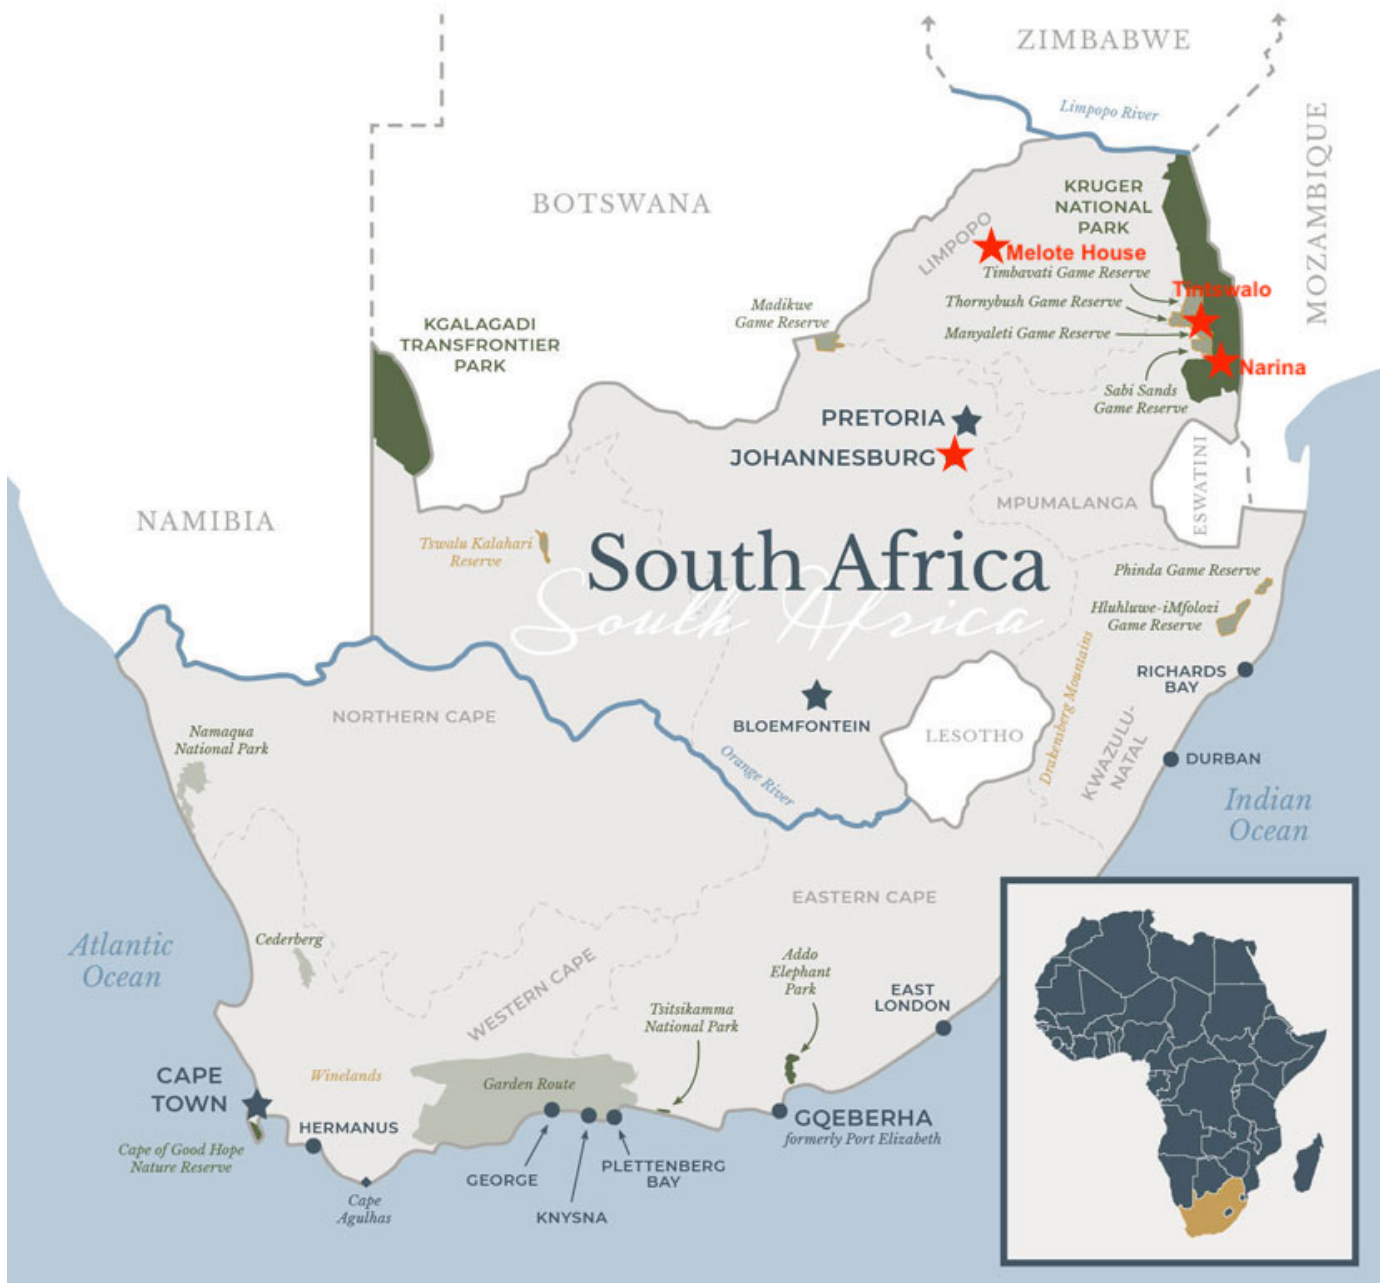 ZIMBABWE
Limpopo River
MOZAMBIQUE
BOTSWANA
KRUGER
NATIONAL
PARK
LIMPOPO
Melote House
Timbavati Game Reserve
Tintswalo
Thornybush Game Reserve
Manyaleti Game Reserve
Madikwe
Game Reserve
KGALAGADI
TRANSFRONTIER
PARK
Narina
Sabi Sands
Game Reserve
PRETORIA
JOHANNESBURG
ESWATINI
MPUMALANGA
NAMIBIA
Tswalu Kalahari
Reserve
South Africa
South Africa
Phinda Game Reserve
Hluhluwe-iMfolozi
Game Reserve
Drakensberg Mountains
RICHARDS
BAY
NORTHERN CAPE
BLOEMFONTEIN
LESOTHO
KWAZULU-
NATAL
Namaqua
National Park
Orange River
DURBAN
Indian
Ocean
EASTERN CAPE
Atlantic
Ocean
Cederberg
WESTERN CAPE
Addo
Elephant
Park
EAST
LONDON
Tsitsikamma
National Park
CAPE
TOWN
Winelands
Garden Route
HERMANUS
GQEBERHA
formerly Port Elizabeth
Cape of Good Hope
Nature Reserve
GEORGE
PLETTENBERG
BAY
Cape
Agulhas
KNYSNA